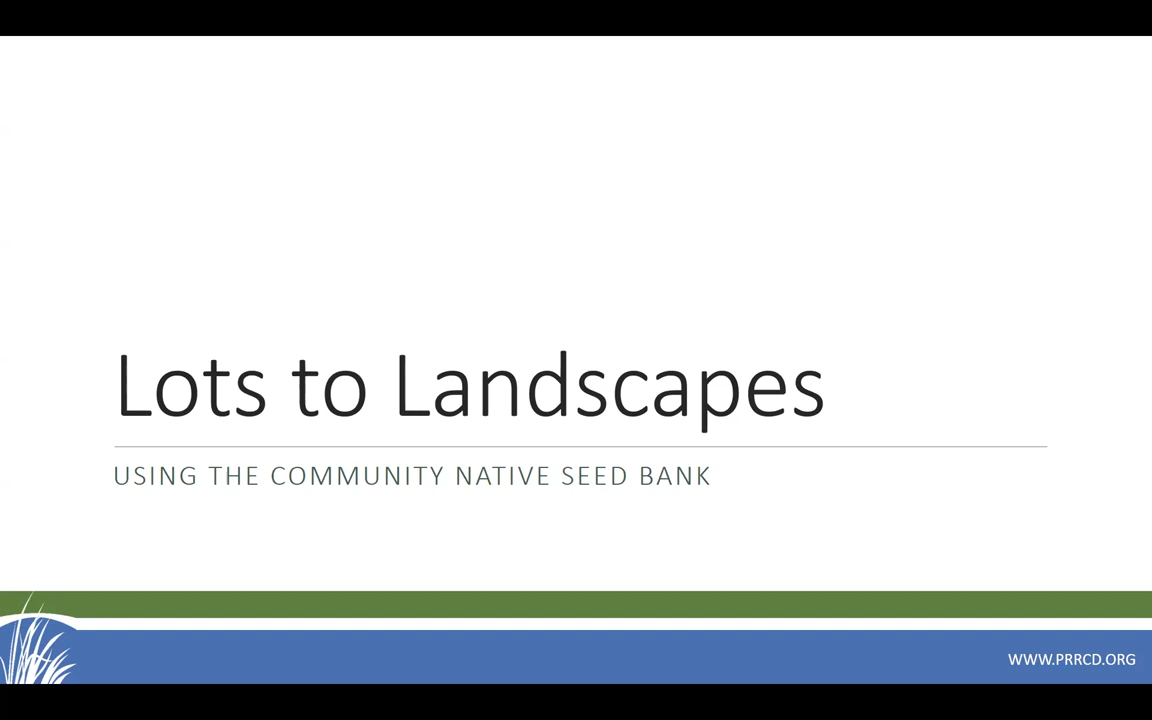 Lots to Landscapes
USING THE COMMUNITY NATIVE SEED BANK
WWW.PRRCD.ORG